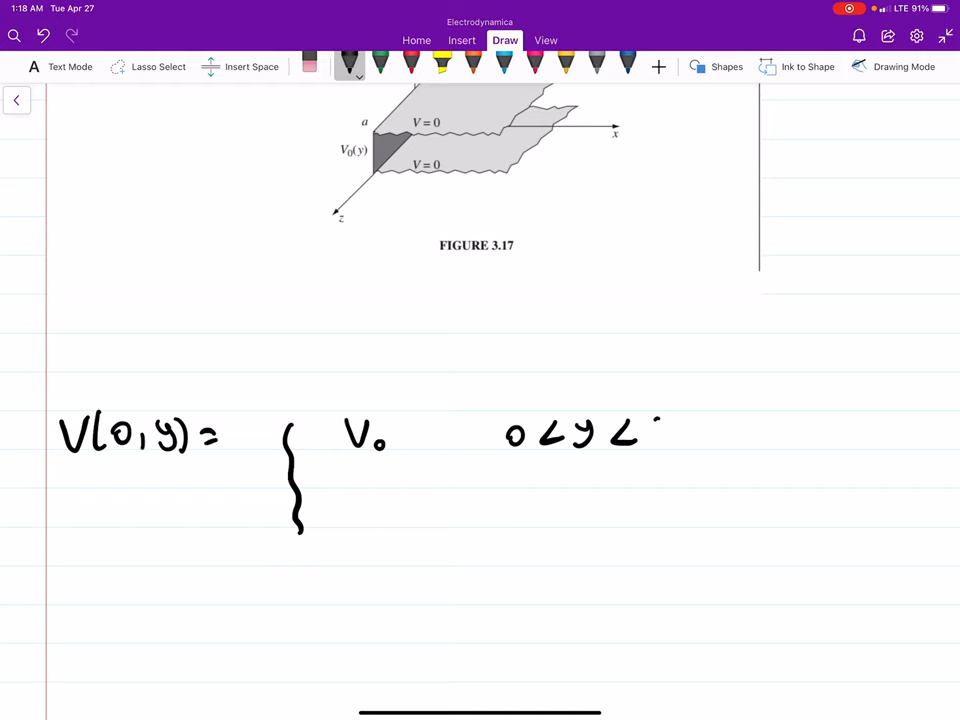 1:18 AM Tue Apr 27
LTE 91%
Electrodynamica
Home Insert Draw View
A Text Mode Lasso Select Insert Space Shapes Ink to Shape Drawing Mode
a
V = 0
x
V₀(y)
V = 0
z
FIGURE 3.17
V(0, y) = { V₀ 0 < y <